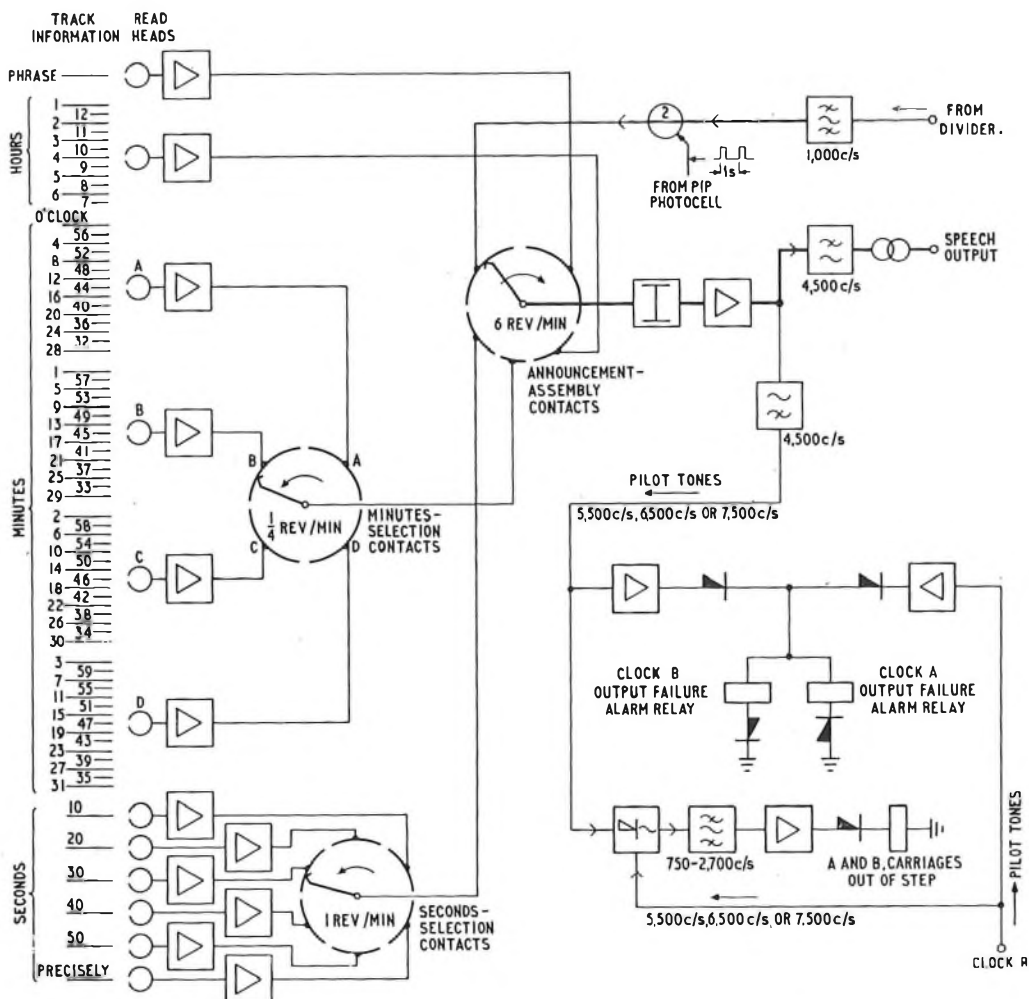 TRACK INFORMATION
READ HEADS
PHRASE
HOURS
1
12
2
11
3
10
4
9
5
8
6
7
O'CLOCK
MINUTES
56
4
52
8
48
12
44
16
40
20
36
24
32
28
A
1
57
5
53
9
49
13
45
17
41
21
37
25
33
29
B
2
58
6
54
10
50
14
46
18
42
22
38
26
34
30
C
3
59
7
55
11
51
15
47
19
43
23
39
27
35
31
D
SECONDS
10
20
30
40
50
PRECISELY
B
A
C
D
1/4 REV/MIN
MINUTES-
SELECTION
CONTACTS
1 REV/MIN
SECONDS-
SELECTION
CONTACTS
6 REV/MIN
ANNOUNCEMENT-
ASSEMBLY
CONTACTS
2
1s
FROM PIP
PHOTOCELL
1,000c/s
FROM
DIVIDER.
4,500c/s
SPEECH
OUTPUT
4,500c/s
PILOT TONES
5,500c/s, 6,500c/s OR 7,500c/s
CLOCK B
OUTPUT FAILURE
ALARM RELAY
CLOCK A
OUTPUT FAILURE
ALARM RELAY
750-2,700c/s
A AND B, CARRIAGES
OUT OF STEP
5,500c/s,6,500c/s, OR 7,500c/s
PILOT TONES
CLOCK